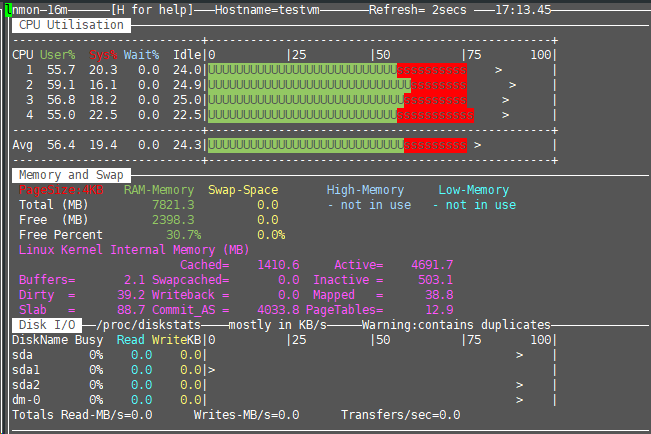 nmon—16m—[H for help]—Hostname=testvm—Refresh= 2secs —17:13.45
CPU Utilisation
CPU User% Sys% Wait% Idle|0 |25 |50 |75 100|
1 55.7 20.3 0.0 24.0|UUUUUUUUUUUUUUUUUUUUUUUUUUUssssssssss > |
2 59.1 16.1 0.0 24.9|UUUUUUUUUUUUUUUUUUUUUUUUUUUUUssssssss > |
3 56.8 18.2 0.0 25.0|UUUUUUUUUUUUUUUUUUUUUUUUUUUUsssssssss > |
4 55.0 22.5 0.0 22.5|UUUUUUUUUUUUUUUUUUUUUUUUUUUsssssssssss > |
Avg 56.4 19.4 0.0 24.3|UUUUUUUUUUUUUUUUUUUUUUUUUUUUsssssssss > |
Memory and Swap
PageSize:4KB RAM-Memory Swap-Space High-Memory Low-Memory
Total (MB) 7821.3 0.0 - not in use - not in use
Free (MB) 2398.3 0.0
Free Percent 30.7% 0.0%
Linux Kernel Internal Memory (MB)
Cached= 1410.6 Active= 4691.7
Buffers= 2.1 Swapcached= 0.0 Inactive = 503.1
Dirty = 39.2 Writeback = 0.0 Mapped = 38.8
Slab = 88.7 Commit_AS = 4033.8 PageTables= 12.9
Disk I/O —/proc/diskstats—mostly in KB/s—Warning:contains duplicates
DiskName Busy Read WriteKB|0 |25 |50 |75 100|
sda 0% 0.0 0.0| > |
sda1 0% 0.0 0.0|> |
sda2 0% 0.0 0.0| > |
dm-0 0% 0.0 0.0| > |
Totals Read-MB/s=0.0 Writes-MB/s=0.0 Transfers/sec=0.0